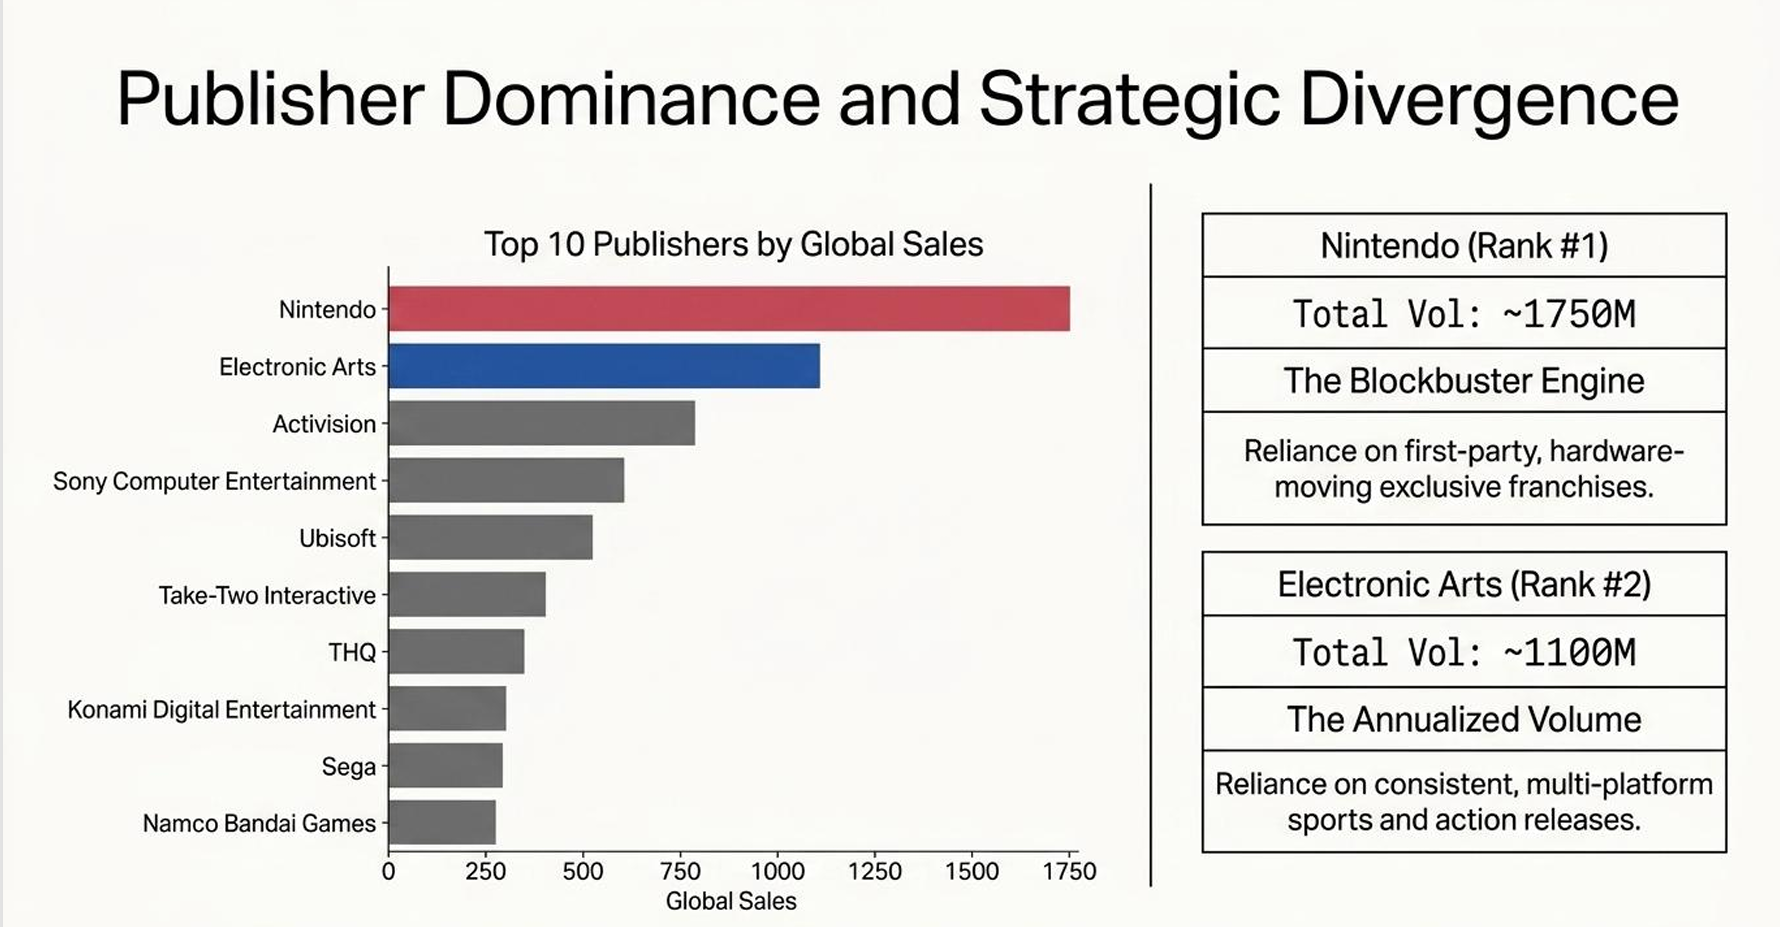 Publisher Dominance and Strategic Divergence
Top 10 Publishers by Global Sales
Nintendo
Electronic Arts
Activision
Sony Computer Entertainment
Ubisoft
Take-Two Interactive
THQ
Konami Digital Entertainment
Sega
Namco Bandai Games
0 250 500 750 1000 1250 1500 1750
Global Sales
Nintendo (Rank #1)
Total Vol: ~1750M
The Blockbuster Engine
Reliance on first-party, hardware-
moving exclusive franchises.
Electronic Arts (Rank #2)
Total Vol: ~1100M
The Annualized Volume
Reliance on consistent, multi-platform
sports and action releases.